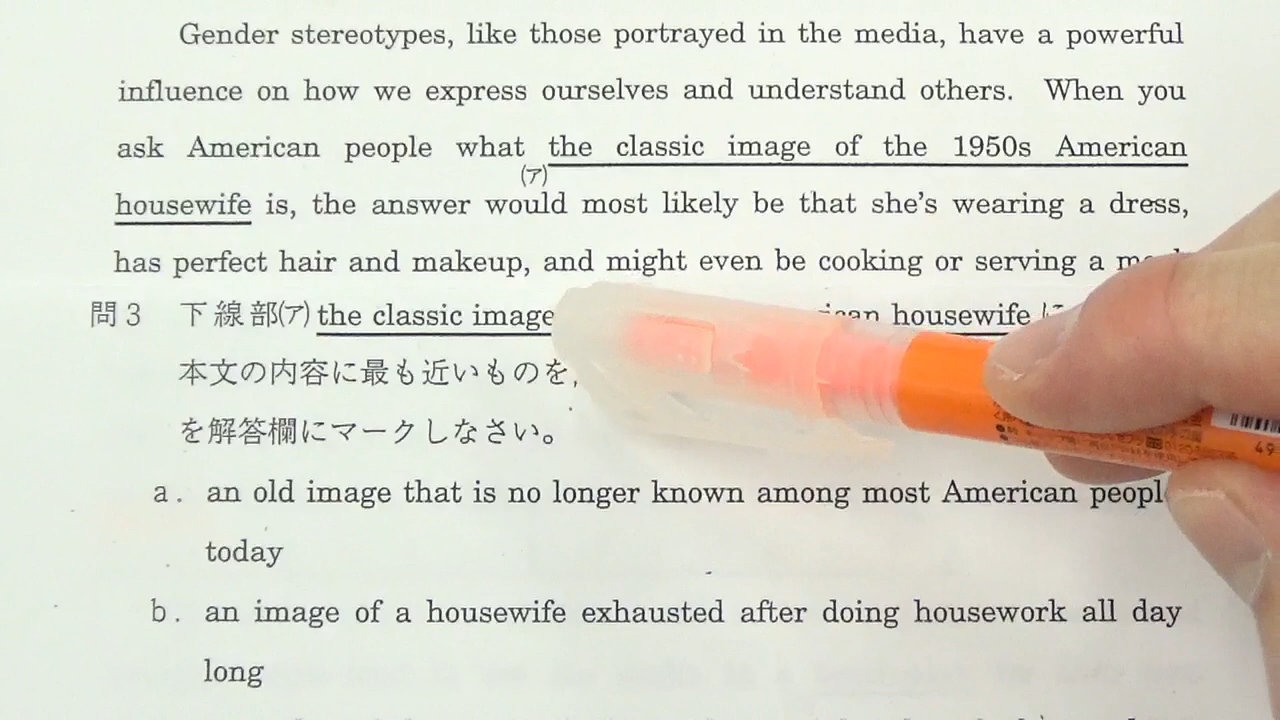 Gender stereotypes, like those portrayed in the media, have a powerful
influence on how we express ourselves and understand others. When you
ask American people what the classic image of the 1950s American
(ア)
housewife is, the answer would most likely be that she's wearing a dress,
has perfect hair and makeup, and might even be cooking or serving a
問3 下線部(ア) the classic image housewife に
本文の内容に最も近いものを,
を解答欄にマークしなさい。
a. an old image that is no longer known among most American
today
b. an image of a housewife exhausted after doing housework all day
long
49